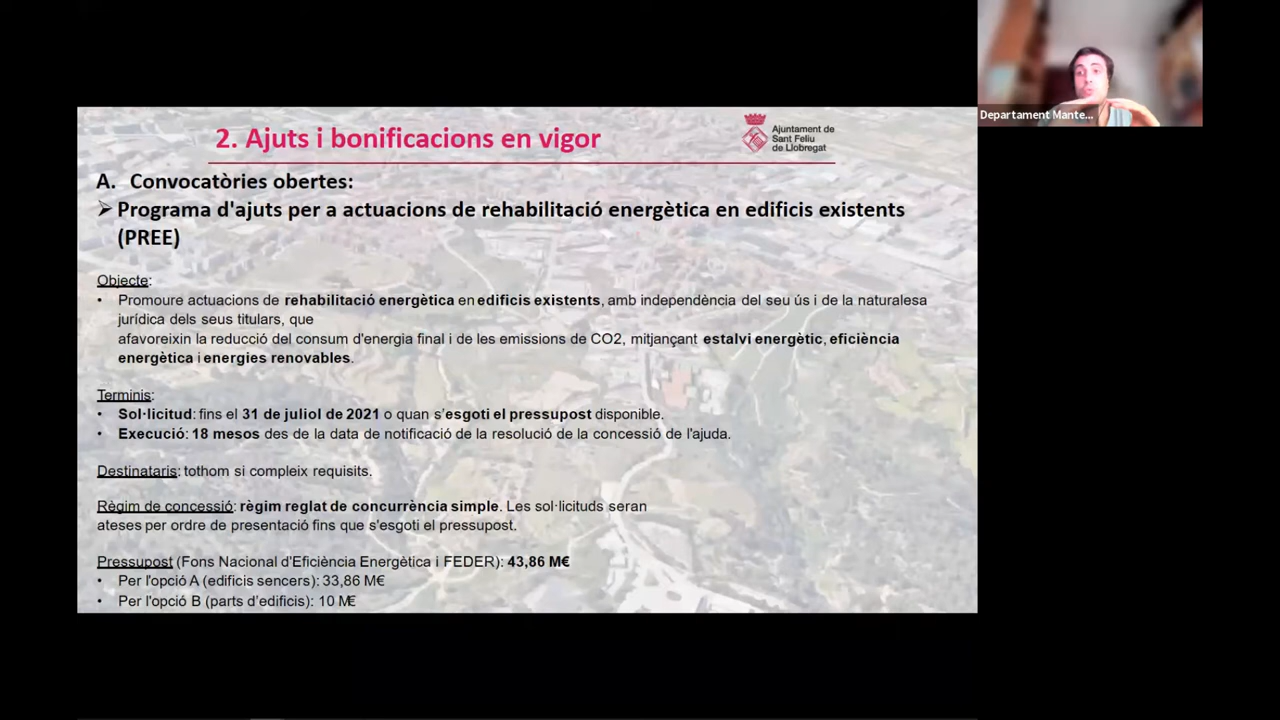 Departament Mante...
2. Ajuts i bonificacions en vigor
Ajuntament de
Sant Feliu
de Llobregat
A. Convocatòries obertes:
➢ Programa d'ajuts per a actuacions de rehabilitació energètica en edificis existents
(PREE)
Objecte:
• Promoure actuacions de rehabilitació energètica en edificis existents, amb independència del seu ús i de la naturalesa
jurídica dels seus titulars, que
afavoreixin la reducció del consum d'energia final i de les emissions de CO2, mitjançant estalvi energètic, eficiència
energètica i energies renovables.
Terminis:
• Sol·licitud: fins el 31 de juliol de 2021 o quan s'esgoti el pressupost disponible.
• Execució: 18 mesos des de la data de notificació de la resolució de la concessió de l'ajuda.
Destinataris: tothom si compleix requisits.
Règim de concessió: règim reglat de concurrència simple. Les sol·licituds seran
ateses per ordre de presentació fins que s'esgoti el pressupost.
Pressupost (Fons Nacional d'Eficiència Energètica i FEDER): 43,86 M€
• Per l'opció A (edificis sencers): 33,86 M€
• Per l'opció B (parts d'edificis): 10 M€